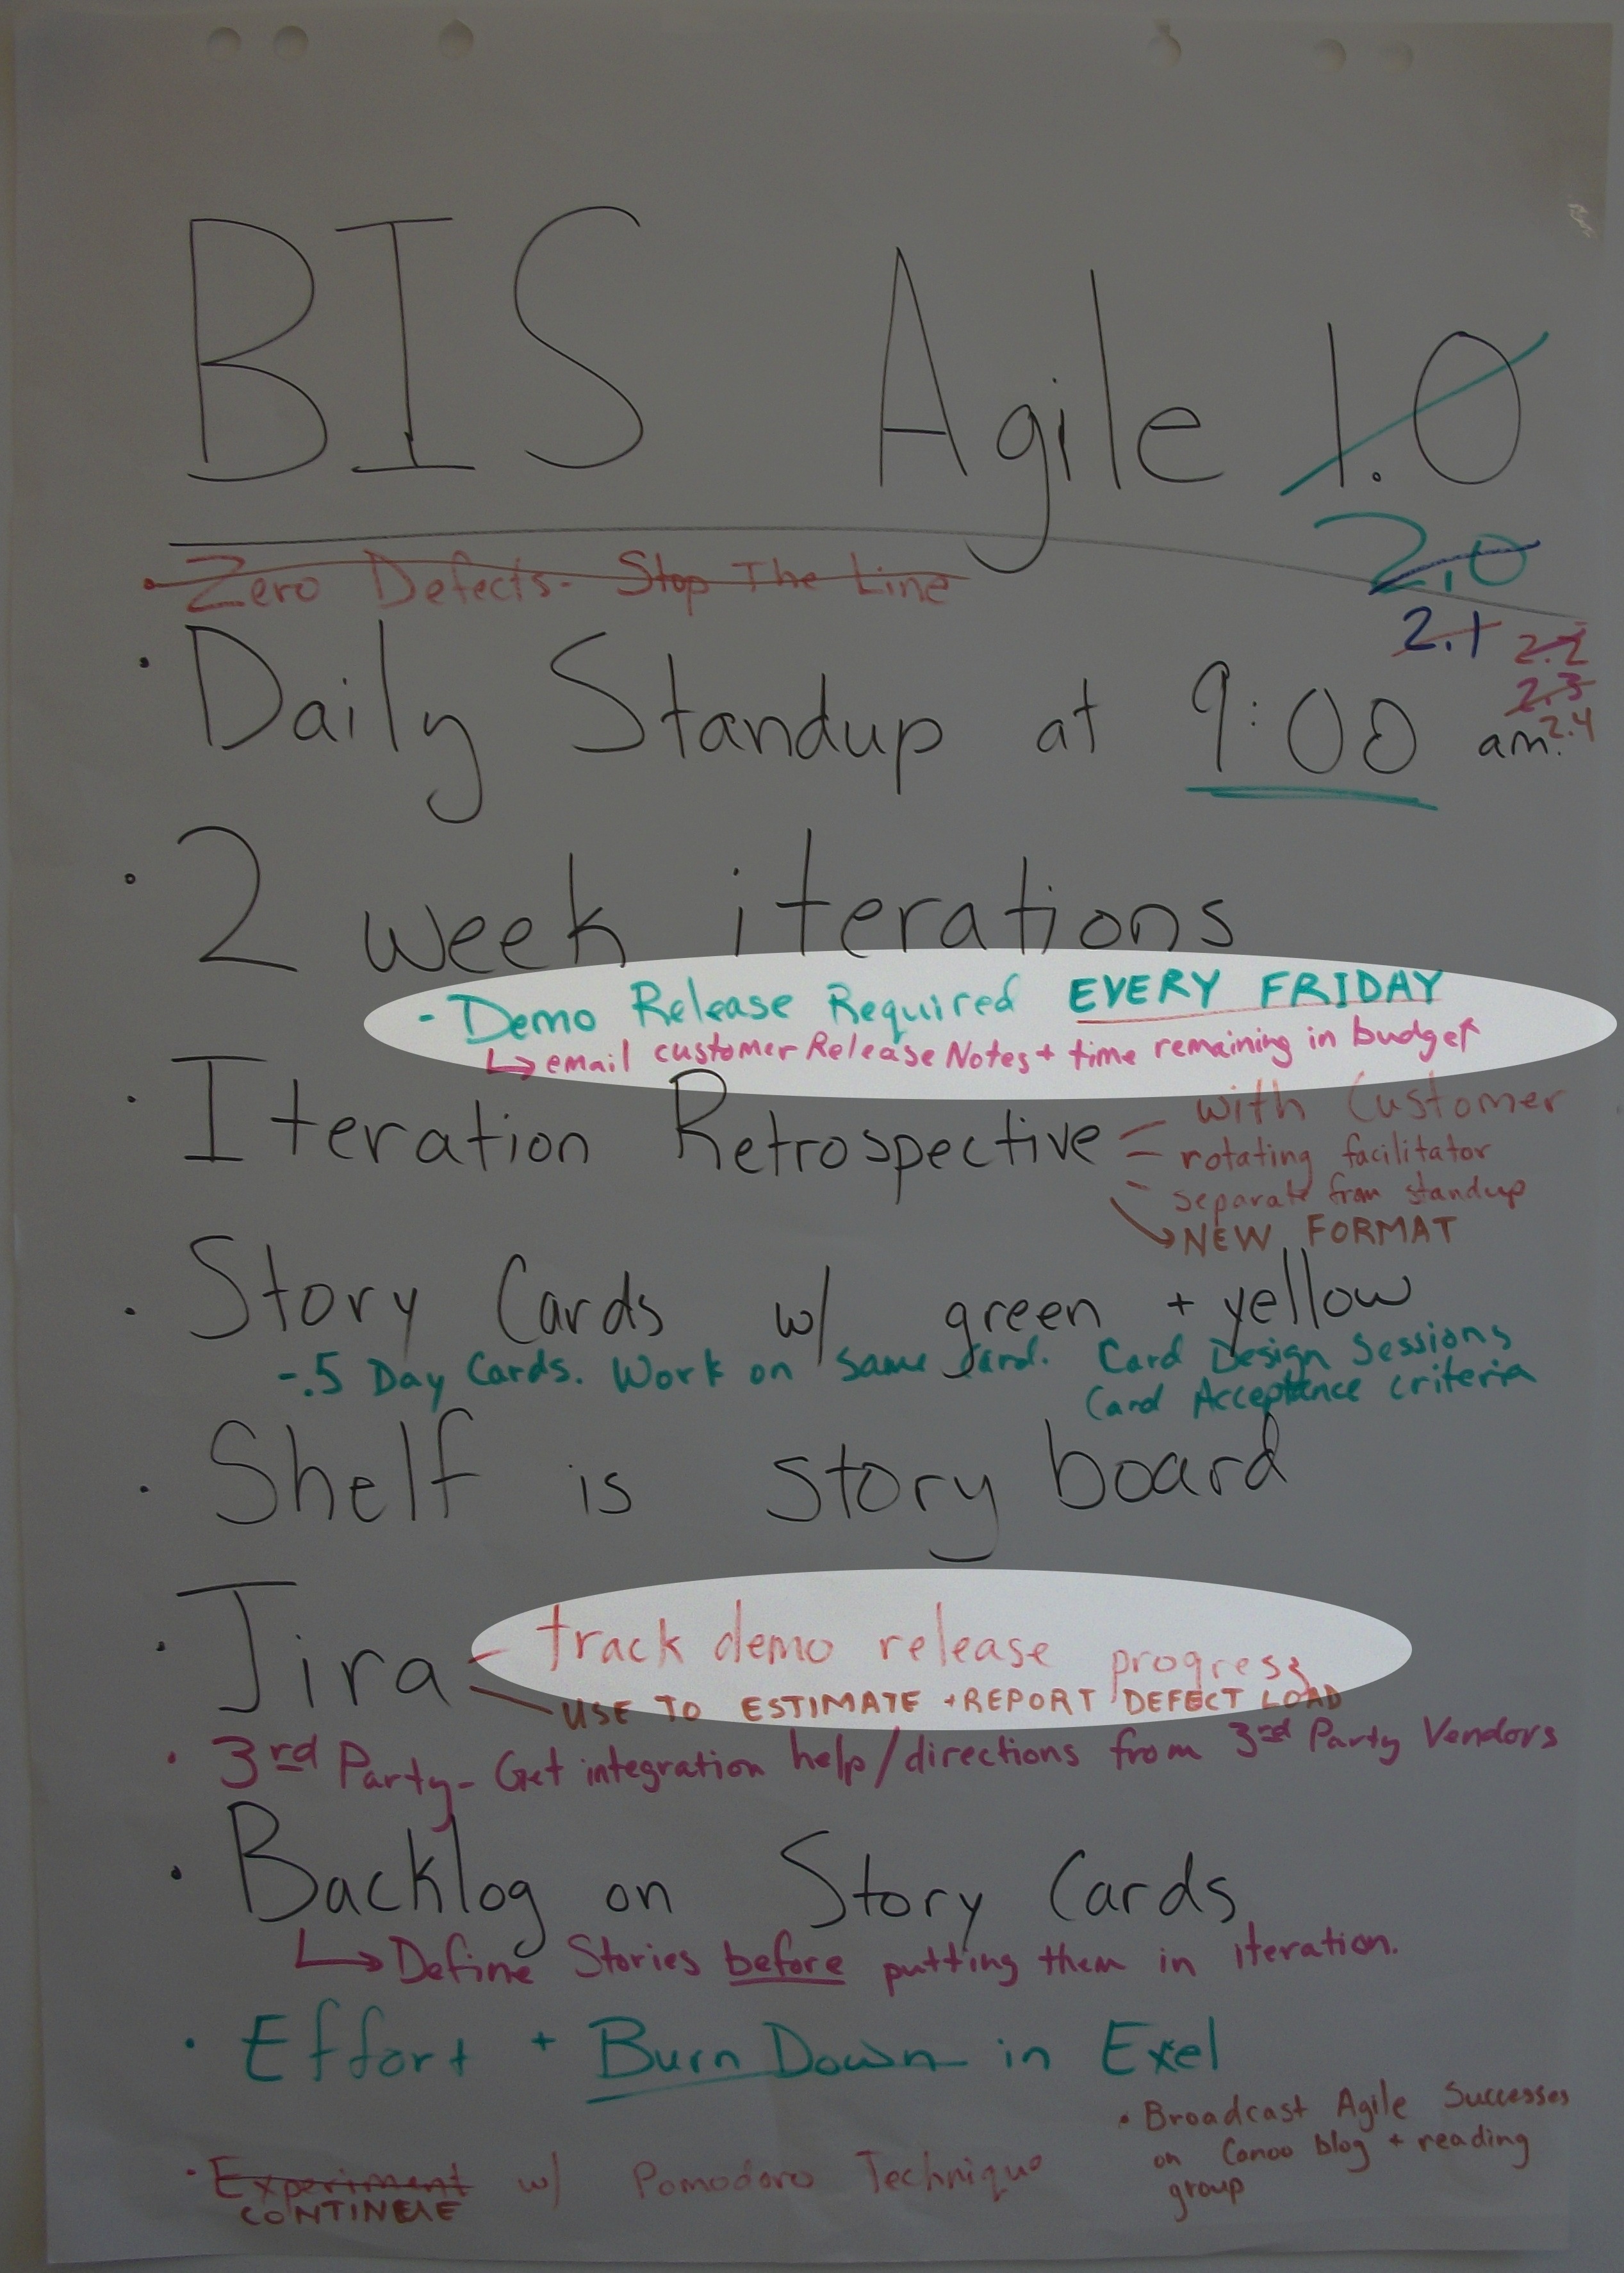 BIS Agile 1.0
2.0
2.1 2.2
2.3
2.4
• Zero Defects - Stop The Line
• Daily Standup at 9:00 am.
• 2 week iterations
- Demo Release Required EVERY FRIDAY
↳ email customer Release Notes + time remaining in budget
• Iteration Retrospective - with Customer
- rotating facilitator
- separate from standup
↘ NEW FORMAT
• Story Cards w/ green + yellow
- .5 Day Cards. Work on same card. Card Design Sessions
Card Acceptance criteria
• Shelf is story board
• Jira - track demo release progress
USE TO ESTIMATE + REPORT DEFECT LOAD
• 3rd Party - Get integration help/directions from 3rd Party Vendors
• Backlog on Story Cards
↳ Define Stories before putting them in iteration.
• Effort + Burn Down in Exel
• Broadcast Agile Successes
on Canoo blog + reading
group
• Experiment w/ Pomodoro Technique
CONTINUE